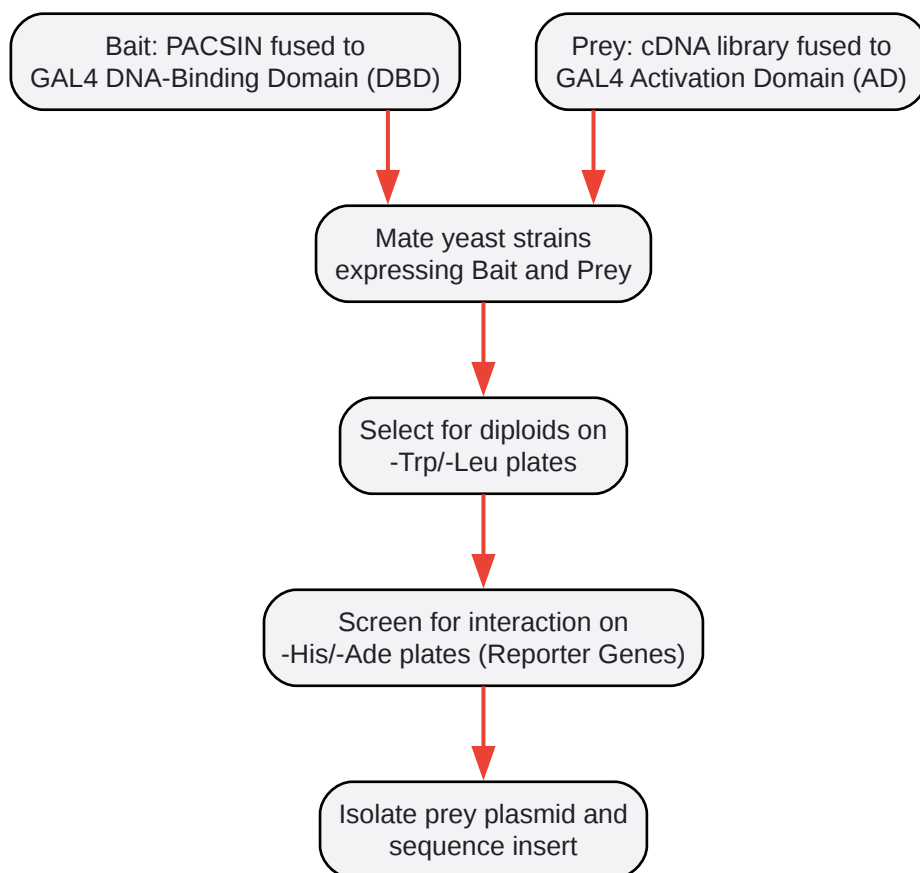 Bait: PACSIN fused to
GAL4 DNA-Binding Domain (DBD)
Prey: cDNA library fused to
GAL4 Activation Domain (AD)
Mate yeast strains
expressing Bait and Prey
Select for diploids on
-Trp/-Leu plates
Screen for interaction on
-His/-Ade plates (Reporter Genes)
Isolate prey plasmid and
sequence insert